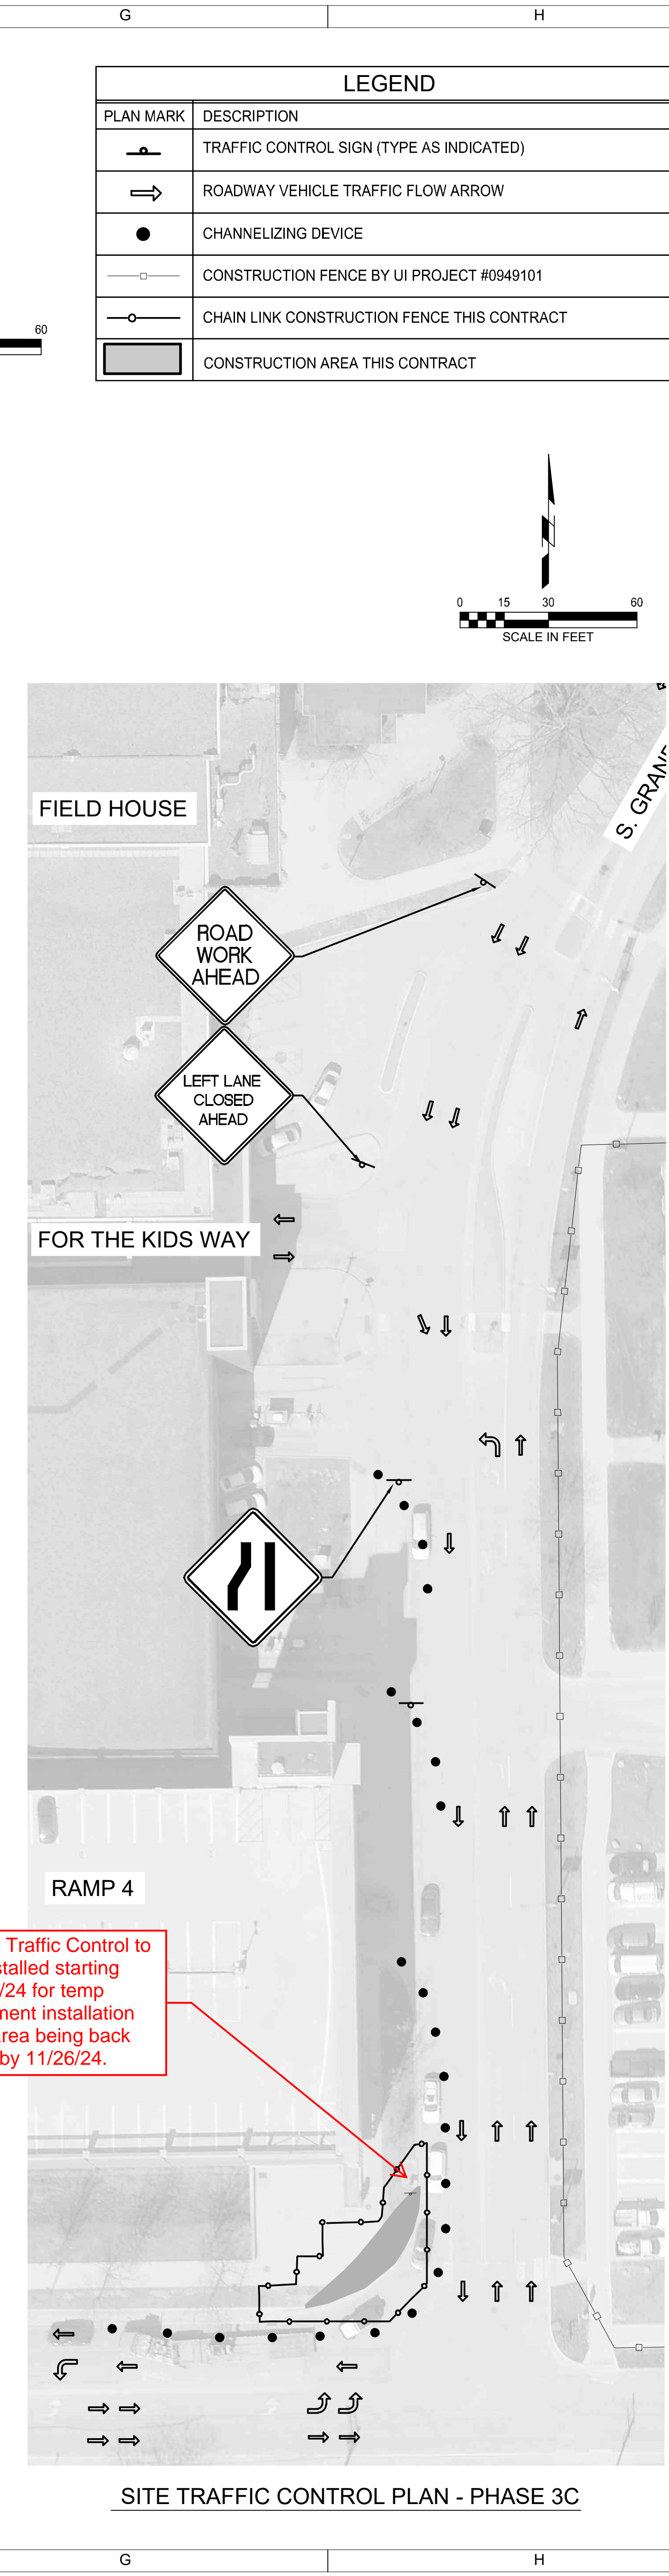 G
H
LEGEND
PLAN MARK DESCRIPTION
TRAFFIC CONTROL SIGN (TYPE AS INDICATED)
ROADWAY VEHICLE TRAFFIC FLOW ARROW
CHANNELIZING DEVICE
CONSTRUCTION FENCE BY UI PROJECT #0949101
CHAIN LINK CONSTRUCTION FENCE THIS CONTRACT
CONSTRUCTION AREA THIS CONTRACT
60
N
0 15 30 60
SCALE IN FEET
FIELD HOUSE
S. GRAN
ROAD
WORK
AHEAD
LEFT LANE
CLOSED
AHEAD
FOR THE KIDS WAY
RAMP 4
Traffic Control to
stalled starting
/24 for temp
ment installation
rea being back
by 11/26/24.
SITE TRAFFIC CONTROL PLAN - PHASE 3C
G
H